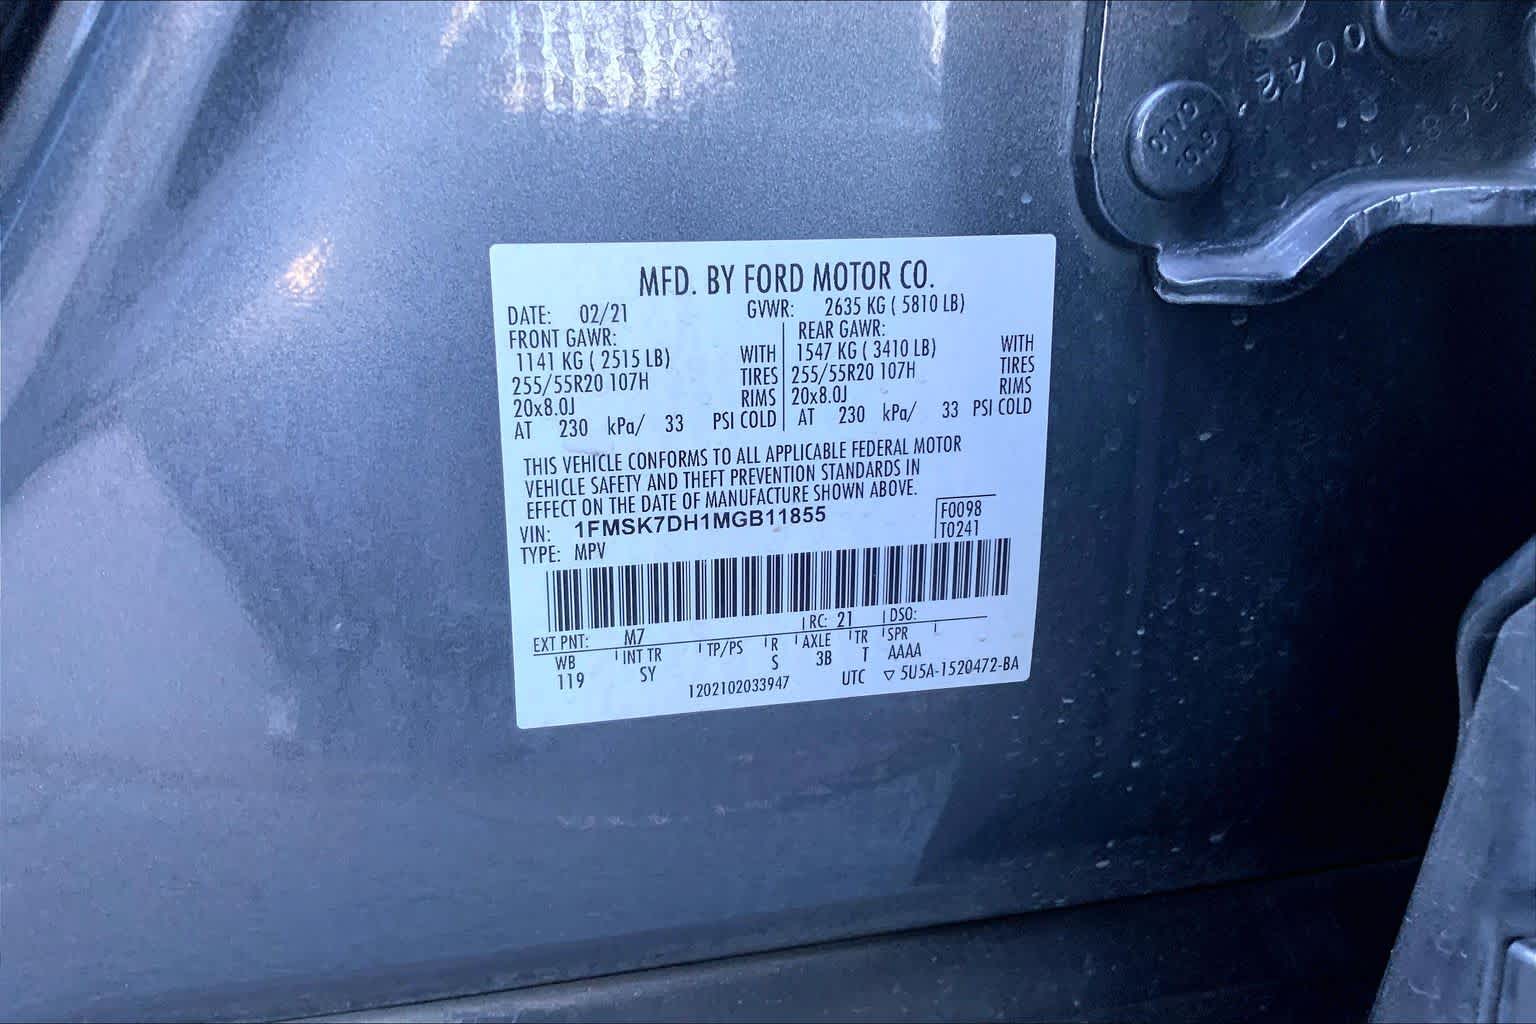 MFD. BY FORD MOTOR CO.
DATE: 02/21 GVWR: 2635 KG ( 5810 LB)
FRONT GAWR: REAR GAWR:
1141 KG ( 2515 LB) WITH 1547 KG ( 3410 LB) WITH
255/55R20 107H TIRES 255/55R20 107H TIRES
20x8.0J RIMS 20x8.0J RIMS
AT 230 kPa/ 33 PSI COLD AT 230 kPa/ 33 PSI COLD
THIS VEHICLE CONFORMS TO ALL APPLICABLE FEDERAL MOTOR
VEHICLE SAFETY AND THEFT PREVENTION STANDARDS IN
EFFECT ON THE DATE OF MANUFACTURE SHOWN ABOVE.
VIN: 1FMSK7DH1MGB11855 F0098
TYPE: MPV T0241
EXT PNT: M7 RC: 21 DSO:
WB INT TR TP/PS R AXLE TR SPR
119 SY S 3B T AAAA
1202102033947 UTC ▽ 5U5A-1520472-BA